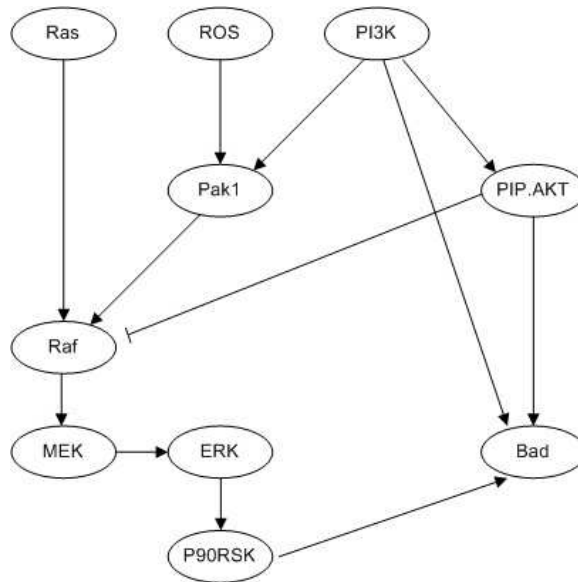 Ras
ROS
PI3K
Pak1
PIP.AKT
Raf
MEK
ERK
Bad
P90RSK